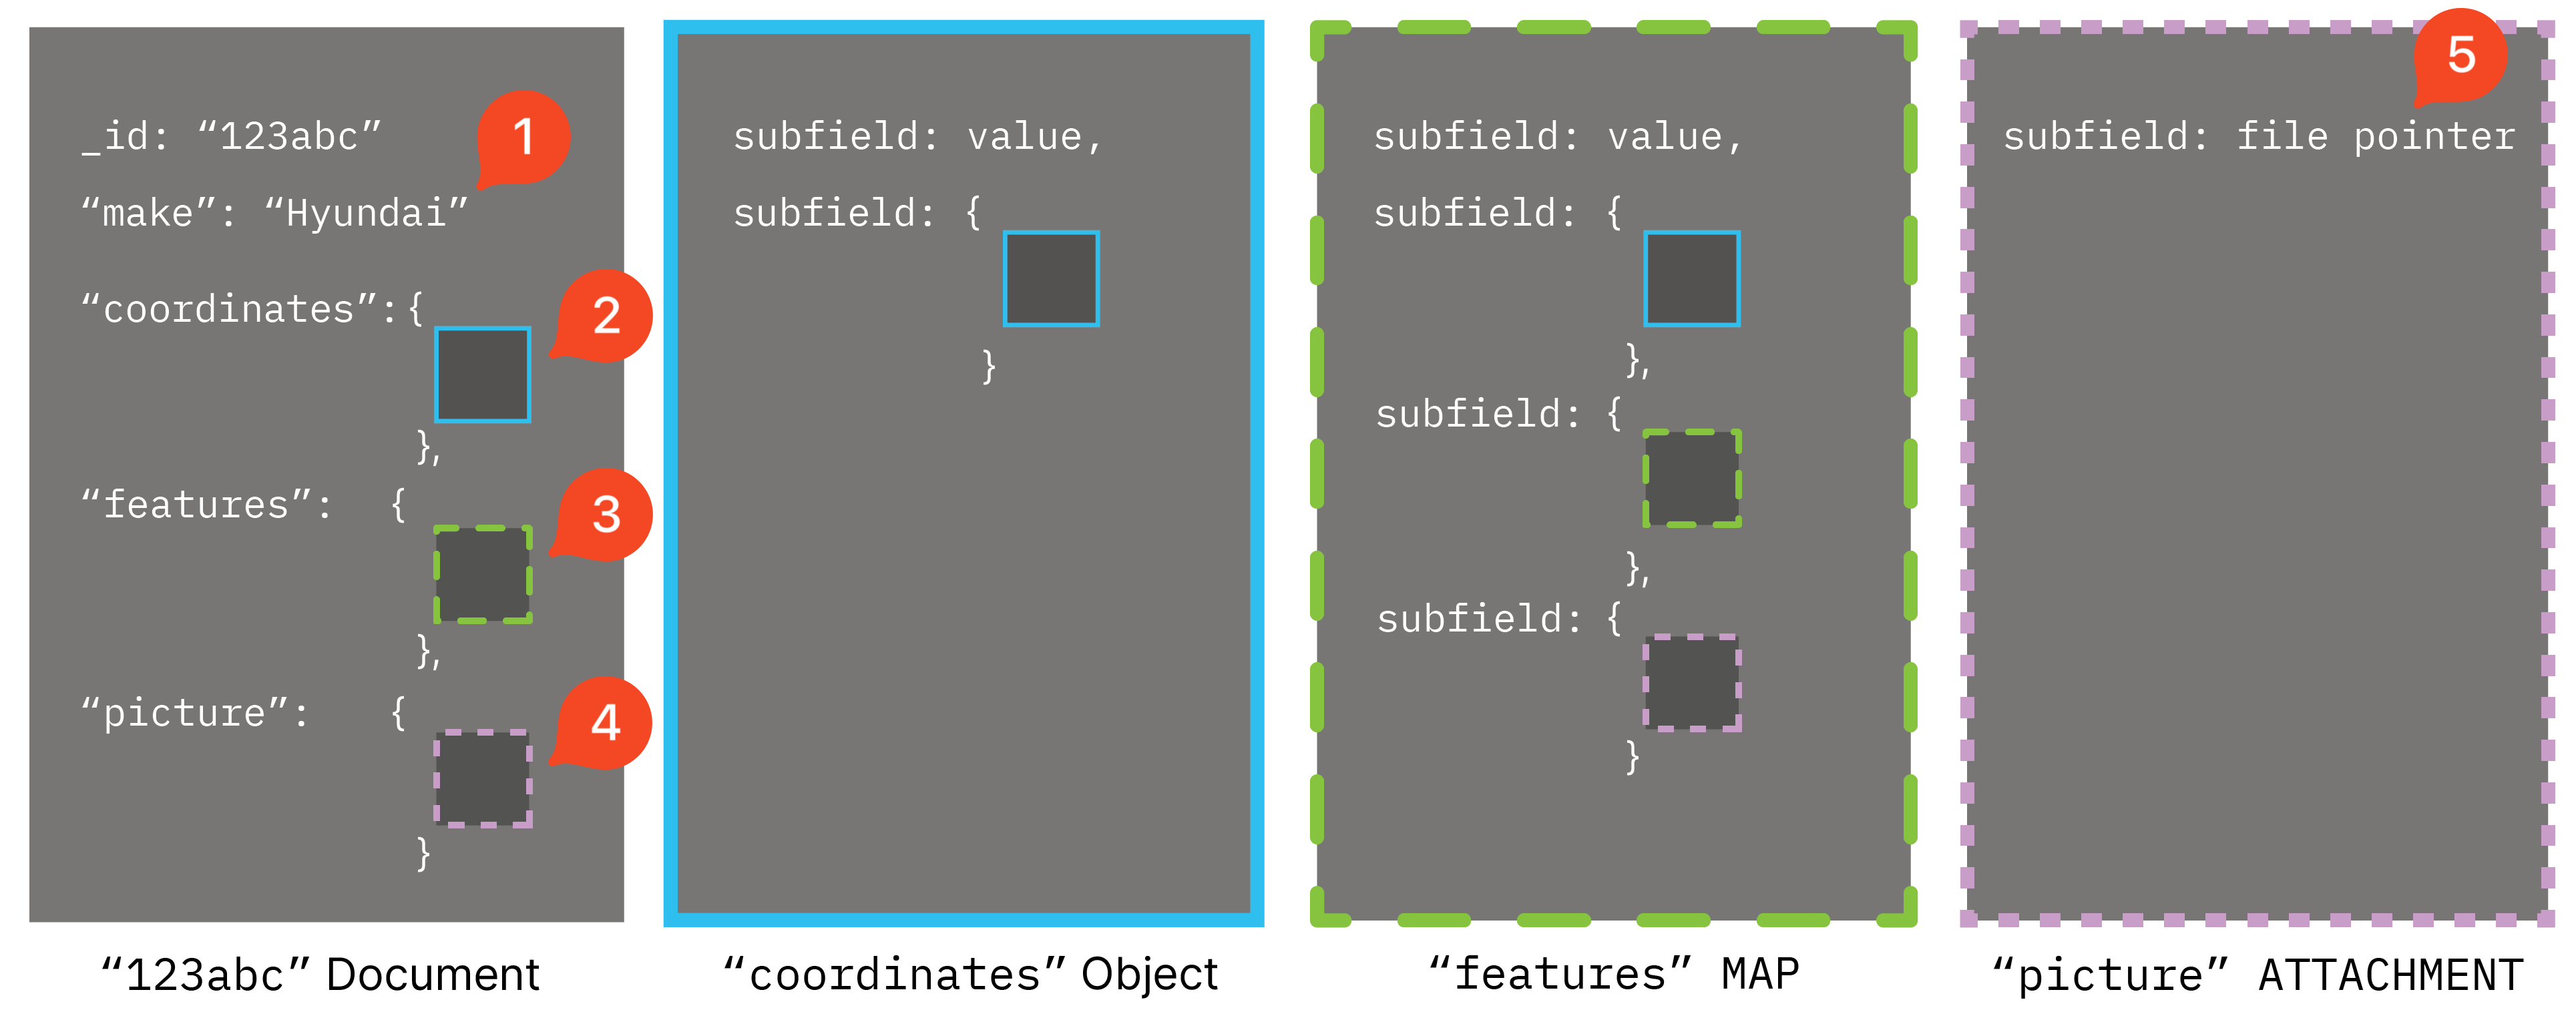 _id: “123abc”
1
“make”: “Hyundai”
“coordinates”: {
2
},
“features”: {
3
},
“picture”: {
4
}
“123abc” Document
subfield: value,
subfield: {
}
“coordinates” Object
subfield: value,
subfield: {
},
subfield: {
},
subfield: {
}
“features” MAP
5
subfield: file pointer
“picture” ATTACHMENT